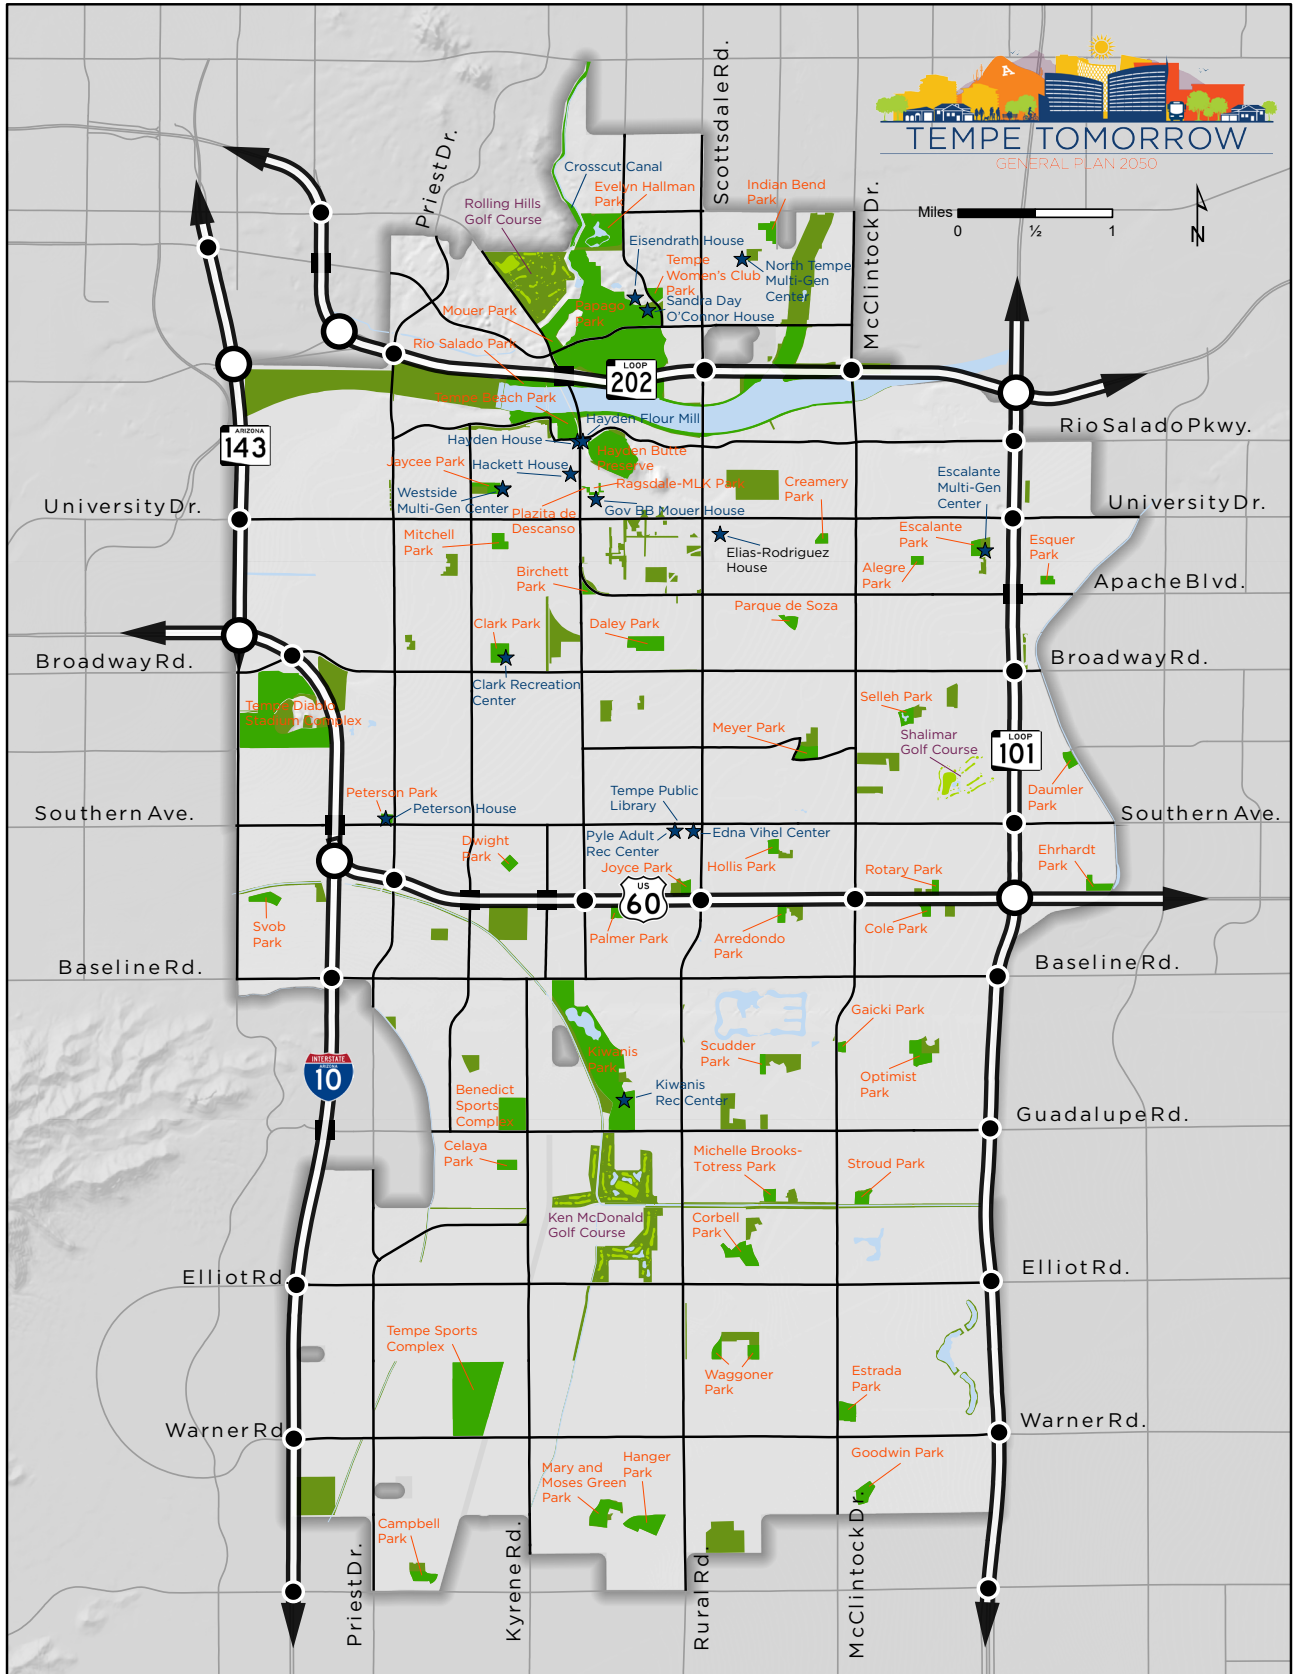 TEMPE TOMORROW
GENERAL PLAN 2050
Miles
0 ½ 1
N
A
Scottsdale Rd.
Priest Dr.
McClintock Dr.
Crosscut Canal
Evelyn Hallman
Park
Indian Bend
Park
Rolling Hills
Golf Course
Eisendrath House
Tempe
Women's Club
Park
North Tempe
Multi-Gen
Center
Sandra Day
O'Connor House
Papago
Park
Mouer Park
Rio Salado Park
LOOP
202
Tempe Beach Park
Hayden Flour Mill
Hayden House
Hayden Butte
Preserve
ARIZONA
143
Rio Salado Pkwy.
Jaycee Park
Hackett House
Ragsdale-MLK Park
Creamery
Park
Escalante
Multi-Gen
Center
Westside
Multi-Gen Center
Plazita de
Descanso
Gov BB Mouer House
University Dr.
University Dr.
Mitchell
Park
Elias-Rodriguez
House
Escalante
Park
Esquer
Park
Alegre
Park
Birchett
Park
Apache Blvd.
Clark Park
Daley Park
Parque de Soza
Broadway Rd.
Broadway Rd.
Clark Recreation
Center
Tempe Diablo
Stadium Complex
Selleh Park
Meyer Park
Shalimar
Golf Course
LOOP
101
Daumler
Park
Peterson Park
Peterson House
Tempe Public
Library
Southern Ave.
Southern Ave.
Pyle Adult
Rec Center
Edna Vihel Center
Dwight
Park
Hollis Park
Joyce Park
Rotary Park
Ehrhardt
Park
US
60
Svob
Park
Palmer Park
Arredondo
Park
Cole Park
Baseline Rd.
Baseline Rd.
Gaicki Park
Kiwanis
Park
Scudder
Park
Optimist
Park
INTERSTATE
ARIZONA
10
Benedict
Sports
Complex
Kiwanis
Rec Center
Guadalupe Rd.
Celaya
Park
Michelle Brooks-
Totress Park
Stroud Park
Ken McDonald
Golf Course
Corbell
Park
Elliot Rd.
Elliot Rd.
Tempe Sports
Complex
Waggoner
Park
Estrada
Park
Warner Rd.
Warner Rd.
Mary and
Moses Green
Park
Hanger
Park
Goodwin Park
Campbell
Park
Priest Dr.
Kyrene Rd.
Rural Rd.
McClintock Dr.